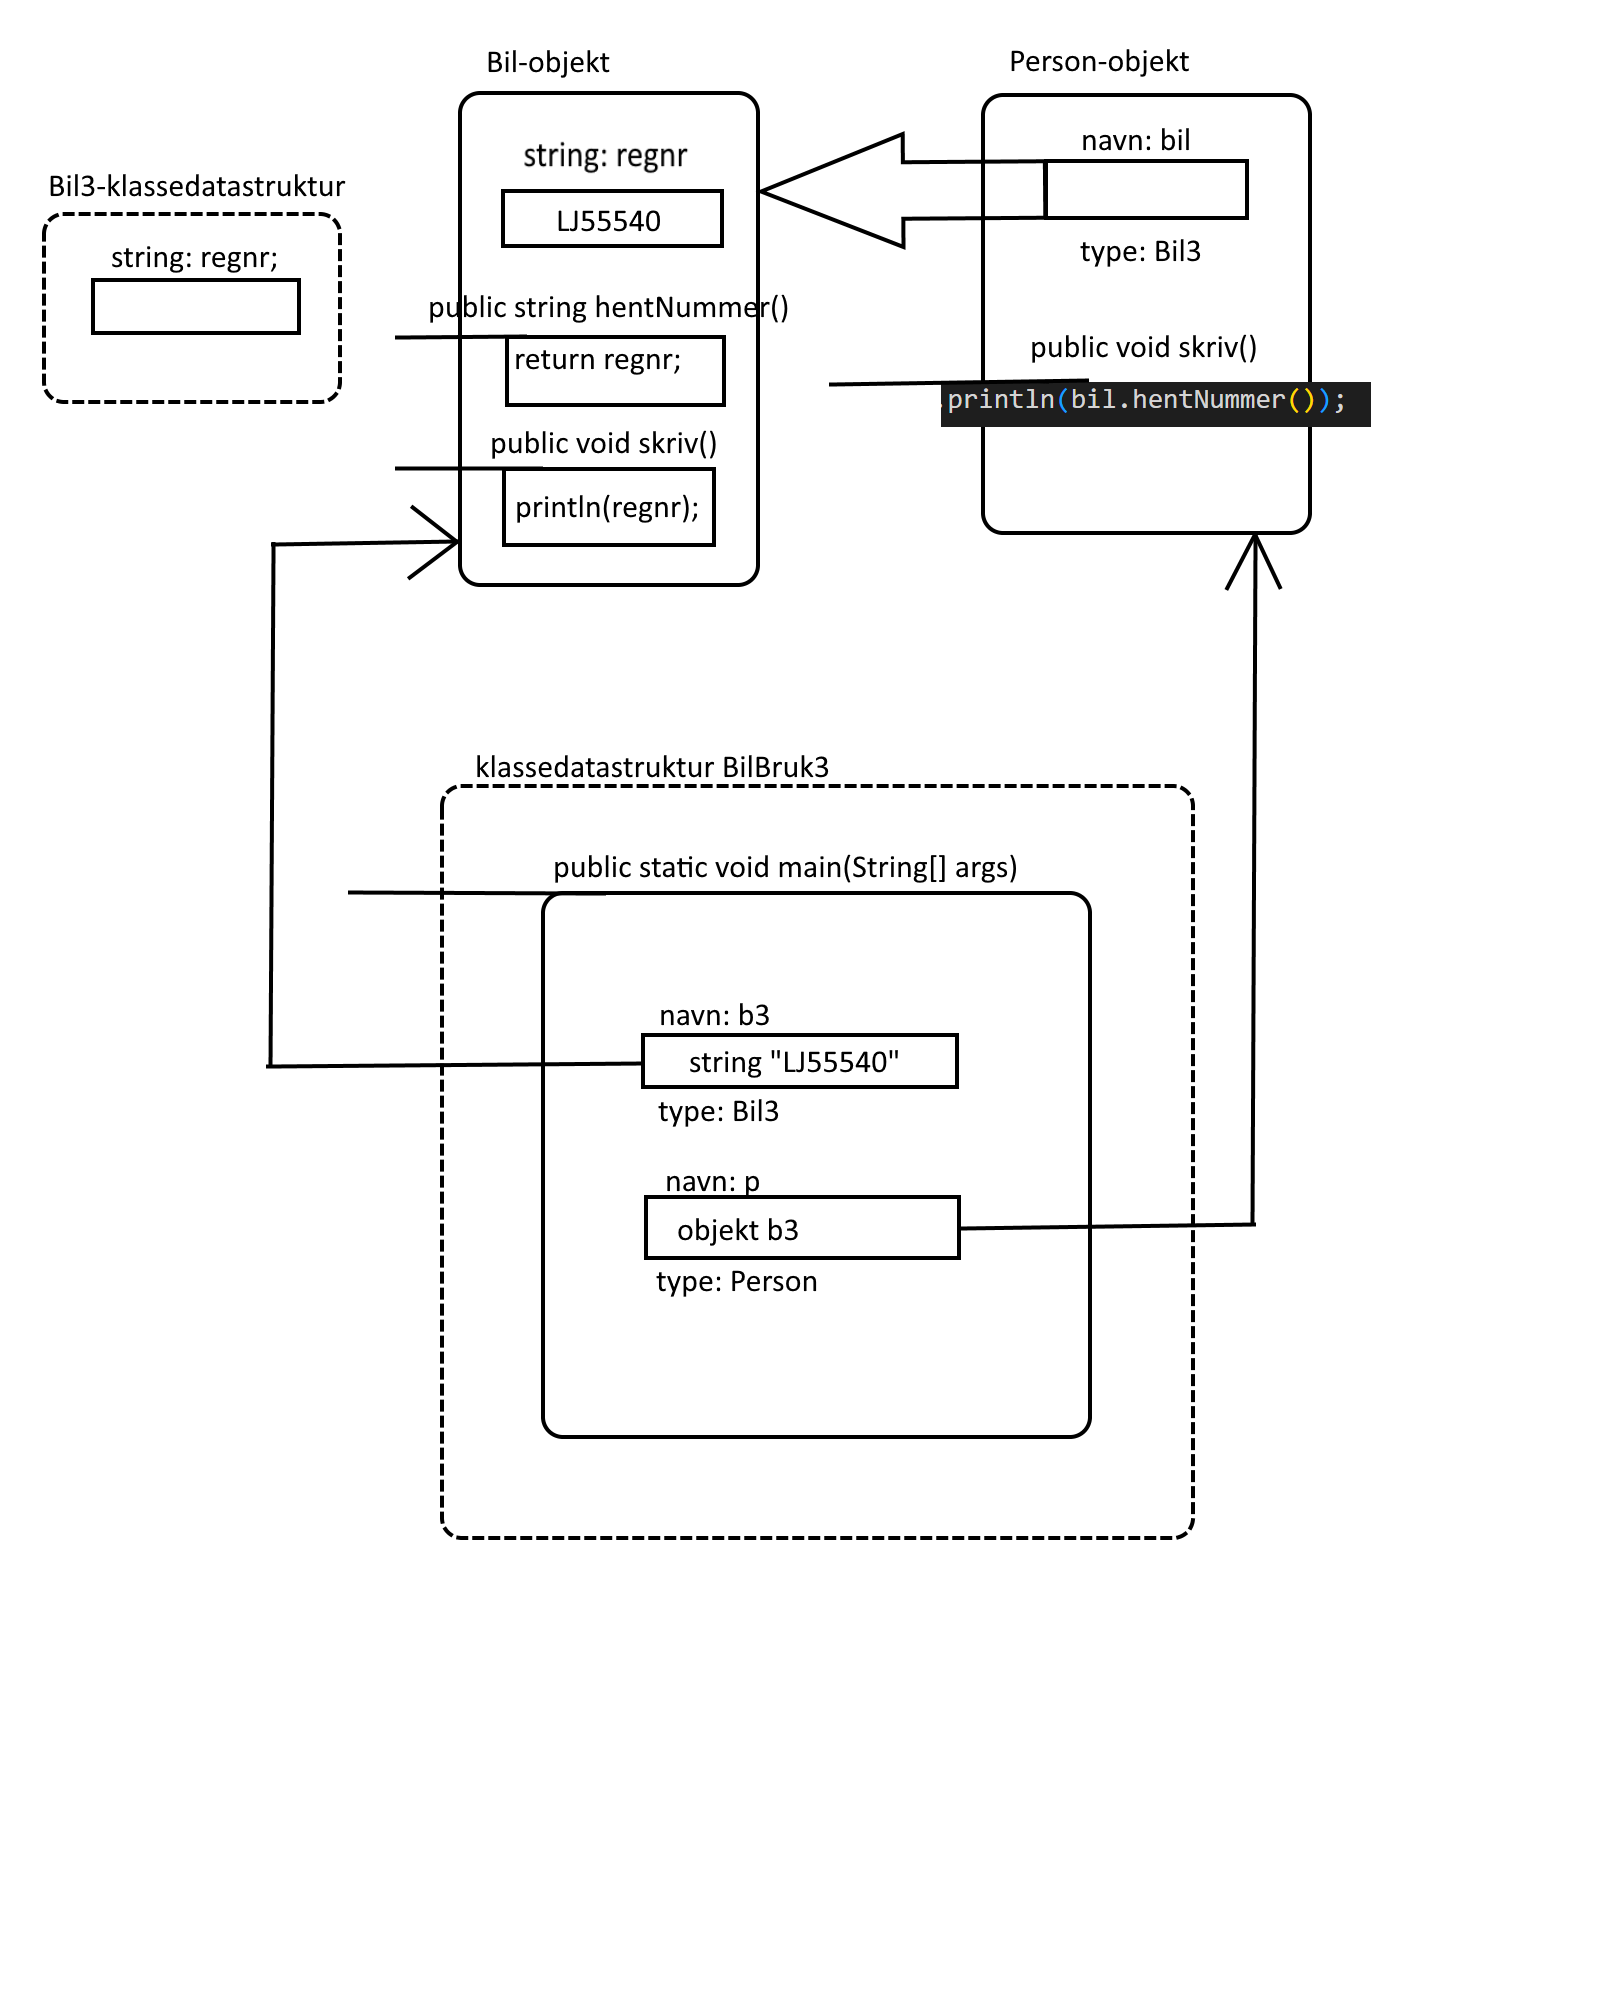 Bil-objekt
Person-objekt
Bil3-klassedatastruktur
string: regnr;
string: regnr
LJ55540
public string hentNummer()
return regnr;
public void skriv()
println(regnr);
navn: bil
type: Bil3
public void skriv()
.println(bil.hentNummer());
klassedatastruktur BilBruk3
public static void main(String[] args)
navn: b3
string "LJ55540"
type: Bil3
navn: p
objekt b3
type: Person